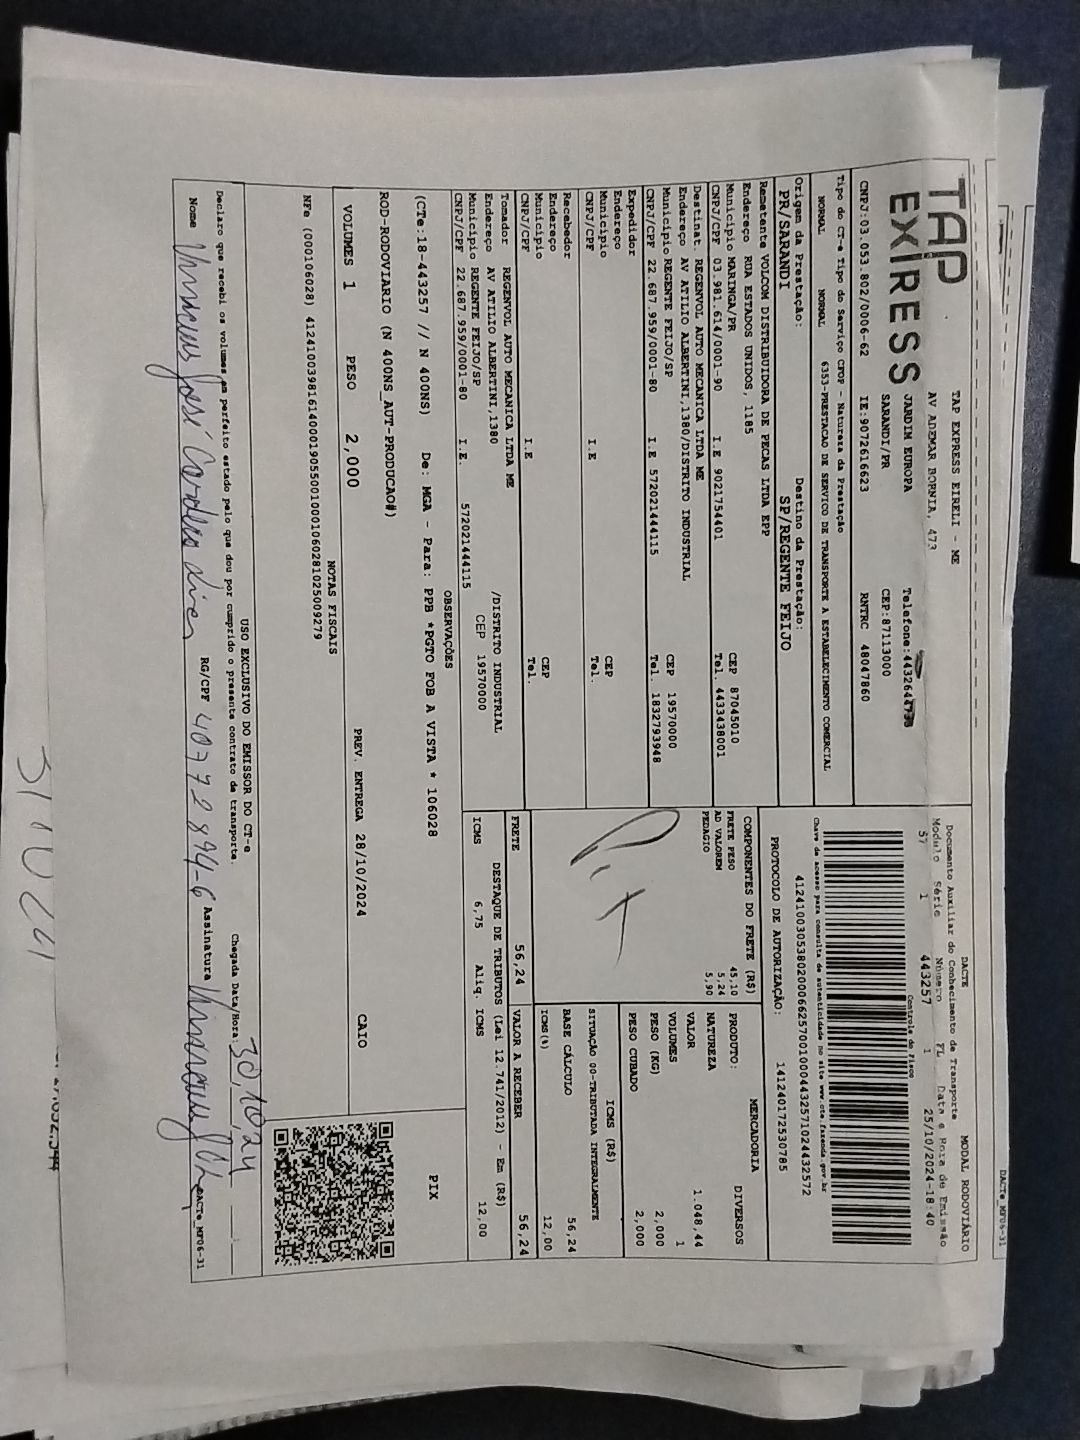 TAP
EXPRESS
TAP EXPRESS EIRELI - ME
AV ADEMAR BORNIA, 473
JARDIN EUROPA
SARANDI/PR
CEP:87113000
CNPJ:03.053.802/0006-62 IE:9072616623 RNTRC 48047860
DACTE MODAL RODOVIÁRIO
Documento Auxiliar do Conhecimento de Transporte
Modulo Série Número FL Data e Hora de Emissão
57 1 443257 1 25/10/2024-18:40
Controle do Fisco
Chave de acesso para consulta de autenticidade no site www.cte.fazenda.gov.br
41241003053802000662570010004432571024432572
PROTOCOLO DE AUTORIZAÇÃO: 141240172530785
Tipo do CT-e Tipo do Serviço CFOP - Natureza da Prestação
NORMAL NORMAL 6353-PRESTACAO DE SERVICO DE TRANSPORTE A ESTABELECIMENTO COMERCIAL
Origem da Prestação: Destino da Prestação:
PR/SARANDI SP/REGENTE FEIJO
Remetente VOLCOM DISTRIBUIDORA DE PECAS LTDA EPP
Endereço RUA ESTADOS UNIDOS, 1185
Município MARINGA/PR CEP 87045010
CNPJ/CPF 03.981.614/0001-90 I.E 9021754401 Tel. 4433438001
Destinat. REGENVOL AUTO MECANICA LTDA ME
Endereço AV ATILIO ALBERTINI,1380/DISTRITO INDUSTRIAL
Município REGENTE FEIJO/SP CEP 19570000
CNPJ/CPF 22.687.959/0001-80 I.E 572021444115 Tel. 1832793948
Expedidor
Endereço
Município CEP
CNPJ/CPF I.E Tel.
Recebedor
Endereço
Município CEP
CNPJ/CPF I.E Tel.
Tomador REGENVOL AUTO MECANICA LTDA ME
Endereço AV ATILIO ALBERTINI,1380 /DISTRITO INDUSTRIAL
Município REGENTE FEIJO/SP CEP 19570000
CNPJ/CPF 22.687.959/0001-80 I.E. 572021444115
COMPONENTES DO FRETE (R$)
FRETE PESO 45,10
AD VALOREM 5,24
PEDAGIO 5,90
Pix
MERCADORIA
PRODUTO: DIVERSOS
NATUREZA
VALOR 1.048,44
VOLUMES 1
PESO (KG) 2,000
PESO CUBADO 2,000
ICMS (R$)
SITUAÇÃO 00-TRIBUTADA INTEGRALMENTE
BASE CÁLCULO 56,24
ICMS(%) 12,00
FRETE 56,24 VALOR A RECEBER 56,24
DESTAQUE DE TRIBUTOS (Lei 12.741/2012) - Em (R$)
ICMS 6,75 Aliq. ICMS 12,00
OBSERVAÇÕES
(CTe:18-443257 // N 400NS) De: MGA - Para: PPB *PGTO FOB A VISTA * 106028
ROD-RODOVIARIO (N 400NS_AUT-PRODUCAO#)
PIX
VOLUMES 1 PESO 2,000 PREV. ENTREGA 28/10/2024 CAIO
NOTAS FISCAIS
NFe (000106028) 41241003981614000190550010001060281025009279
USO EXCLUSIVO DO EMISSOR DO CT-e
Declaro que recebi os volumes em perfeito estado pelo que dou por cumprido o presente contrato de transporte. Chegada Data/Hora: 30/10/24
Nome Vinicius José RG/CPF 40772894-6 Assinatura Vinicius
DACTe_MF06-31
DACTe_MF06-31